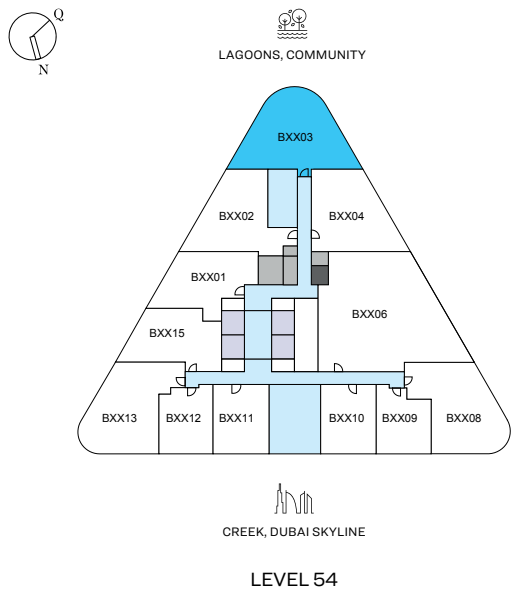 Q
N
LAGOONS, COMMUNITY
BXX03
BXX02
BXX04
BXX01
BXX06
BXX15
BXX13
BXX12
BXX11
BXX10
BXX09
BXX08
CREEK, DUBAI SKYLINE
LEVEL 54